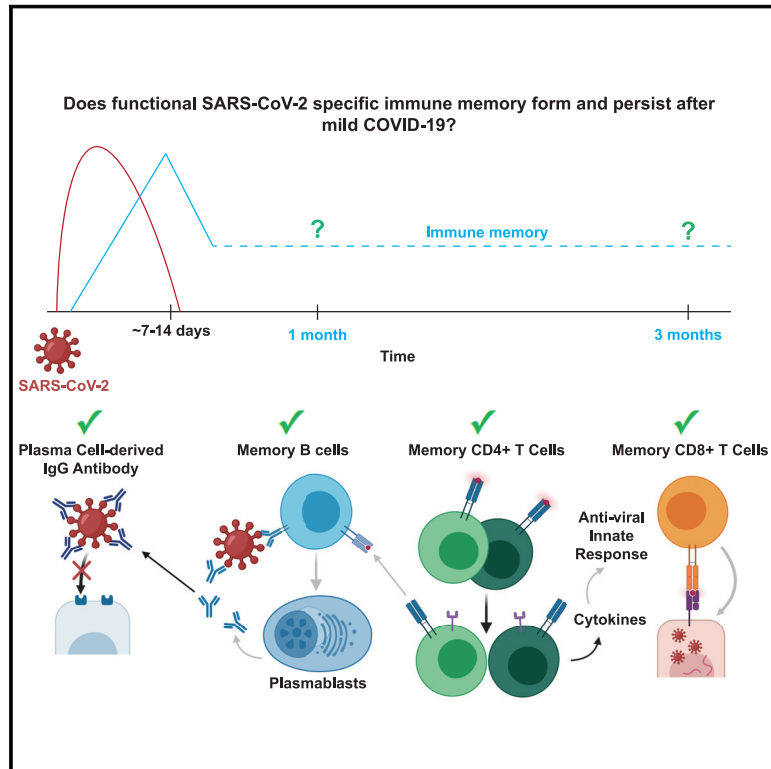 Does functional SARS-CoV-2 specific immune memory form and persist after
mild COVID-19?
?
?
Immune memory
~7-14 days
1 month
3 months
Time
SARS-CoV-2
Plasma Cell-derived
IgG Antibody
Memory B cells
Memory CD4+ T Cells
Memory CD8+ T Cells
Anti-viral
Innate
Response
Cytokines
Plasmablasts